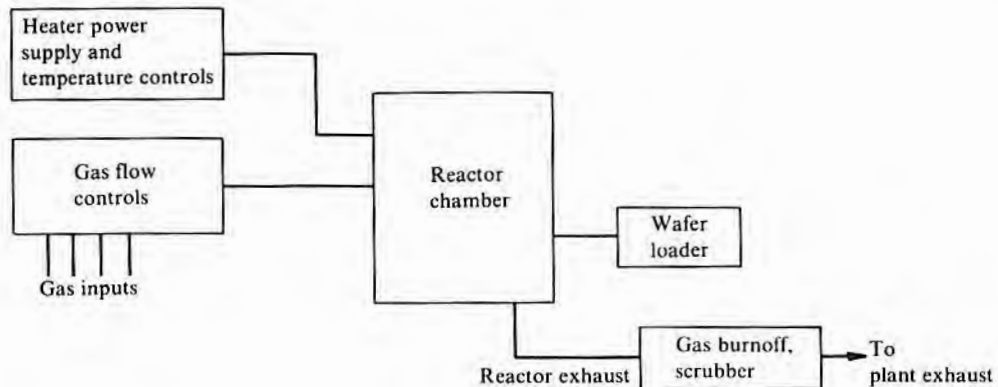 Heater power
supply and
temperature controls
Gas flow
controls
Gas inputs
Reactor
chamber
Wafer
loader
Reactor exhaust
Gas burnoff,
scrubber
To
plant exhaust